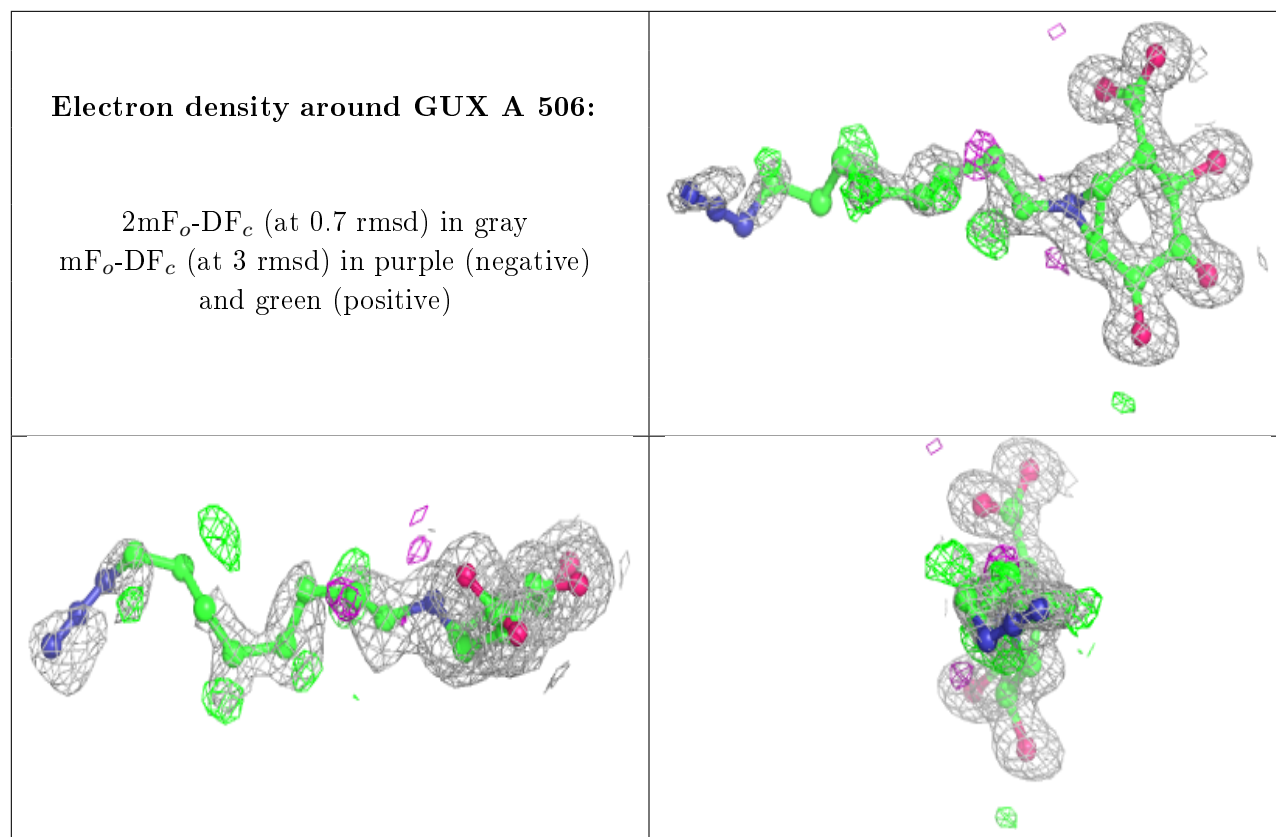 Electron density around GUX A 506:
2mFₒ-DF𝒸 (at 0.7 rmsd) in gray
mFₒ-DF𝒸 (at 3 rmsd) in purple (negative)
and green (positive)